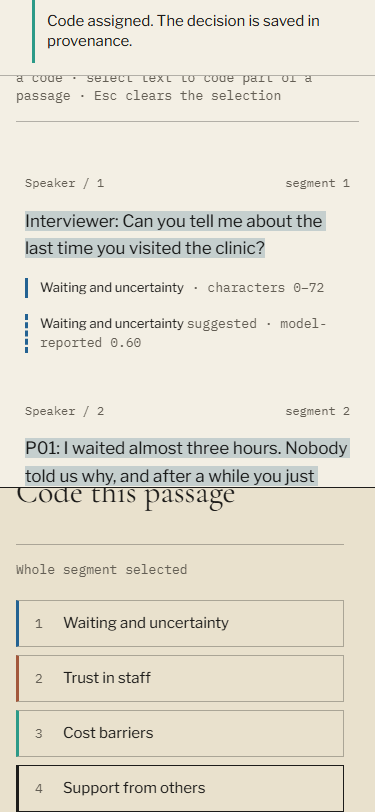 Code assigned. The decision is saved in
provenance.
a code · select text to code part of a
passage · Esc clears the selection
Speaker / 1 segment 1
Interviewer: Can you tell me about the
last time you visited the clinic?
Waiting and uncertainty · characters 0–72
Waiting and uncertainty suggested · model-
reported 0.60
Speaker / 2 segment 2
P01: I waited almost three hours. Nobody
told us why, and after a while you just
Code this passage
Whole segment selected
1 Waiting and uncertainty
2 Trust in staff
3 Cost barriers
4 Support from others